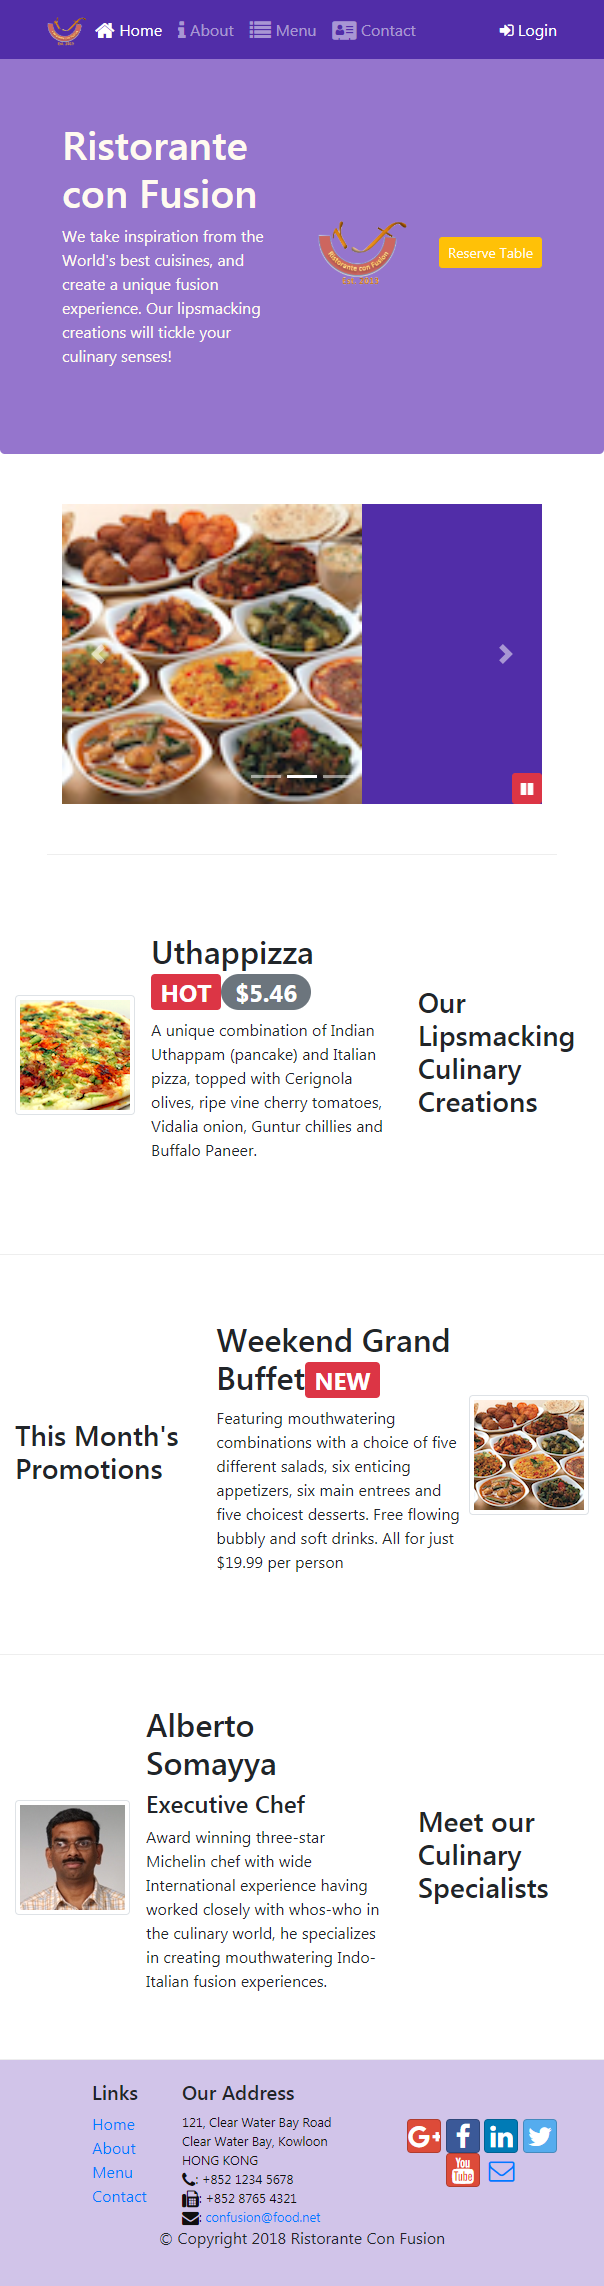 Home About Menu Contact Login
Ristorante
con Fusion
We take inspiration from the
World's best cuisines, and
create a unique fusion
experience. Our lipsmacking
creations will tickle your
culinary senses!
Ristorante con Fusion
Est. 2018
Reserve Table
Uthappizza
HOT $5.46
A unique combination of Indian
Uthappam (pancake) and Italian
pizza, topped with Cerignola
olives, ripe vine cherry tomatoes,
Vidalia onion, Guntur chillies and
Buffalo Paneer.
Our
Lipsmacking
Culinary
Creations
This Month's
Promotions
Weekend Grand
Buffet NEW
Featuring mouthwatering
combinations with a choice of five
different salads, six enticing
appetizers, six main entrees and
five choicest desserts. Free flowing
bubbly and soft drinks. All for just
$19.99 per person
Alberto
Somayya
Executive Chef
Award winning three-star
Michelin chef with wide
International experience having
worked closely with whos-who in
the culinary world, he specializes
in creating mouthwatering Indo-
Italian fusion experiences.
Meet our
Culinary
Specialists
Links
Home
About
Menu
Contact
Our Address
121, Clear Water Bay Road
Clear Water Bay, Kowloon
HONG KONG
: +852 1234 5678
: +852 8765 4321
: confusion@food.net
G+ f in
You Tube
© Copyright 2018 Ristorante Con Fusion